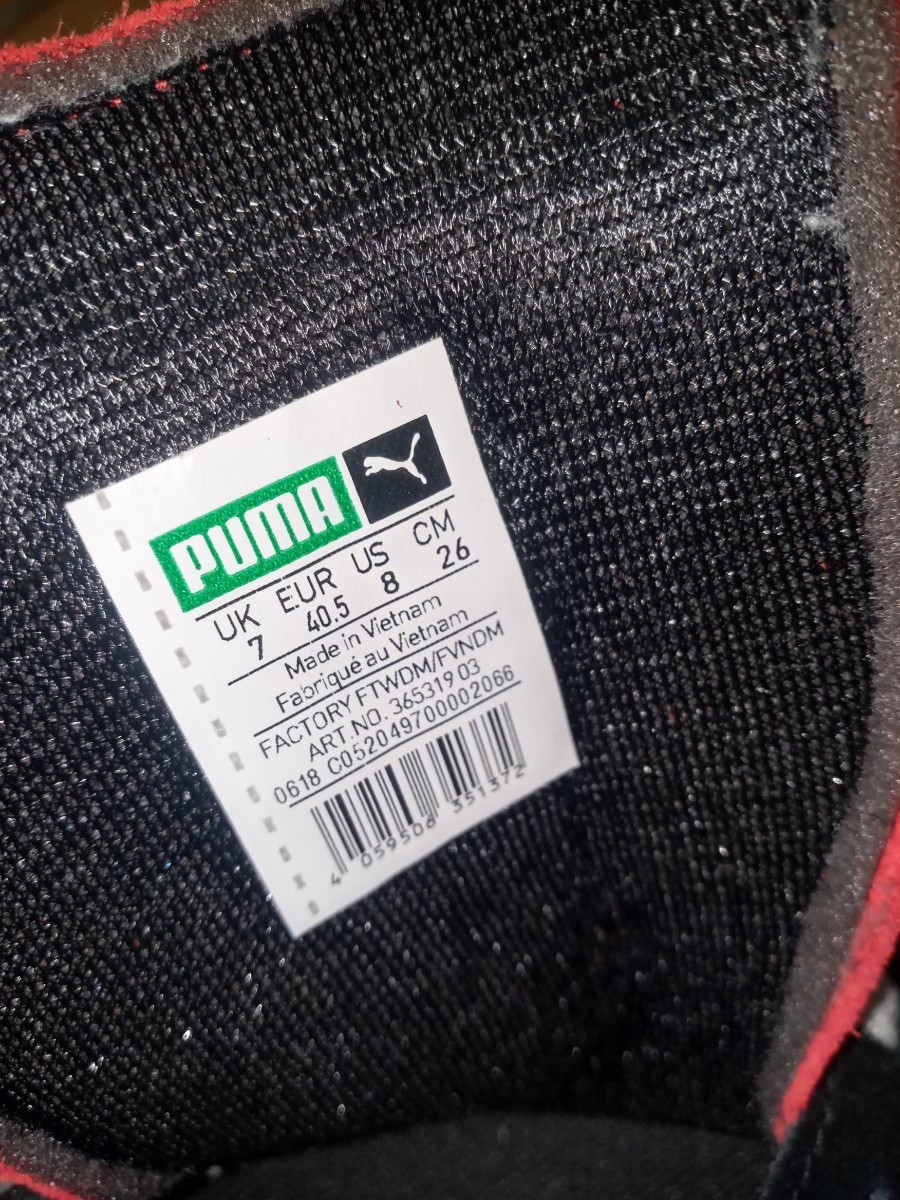 PUMA
UK EUR US CM
7 40.5 8 26
Made in Vietnam
Fabriqué au Vietnam
FACTORY FTWDM/FVNDM
ART.NO. 365319 03
0618 C052049700002066
4 059506 351372